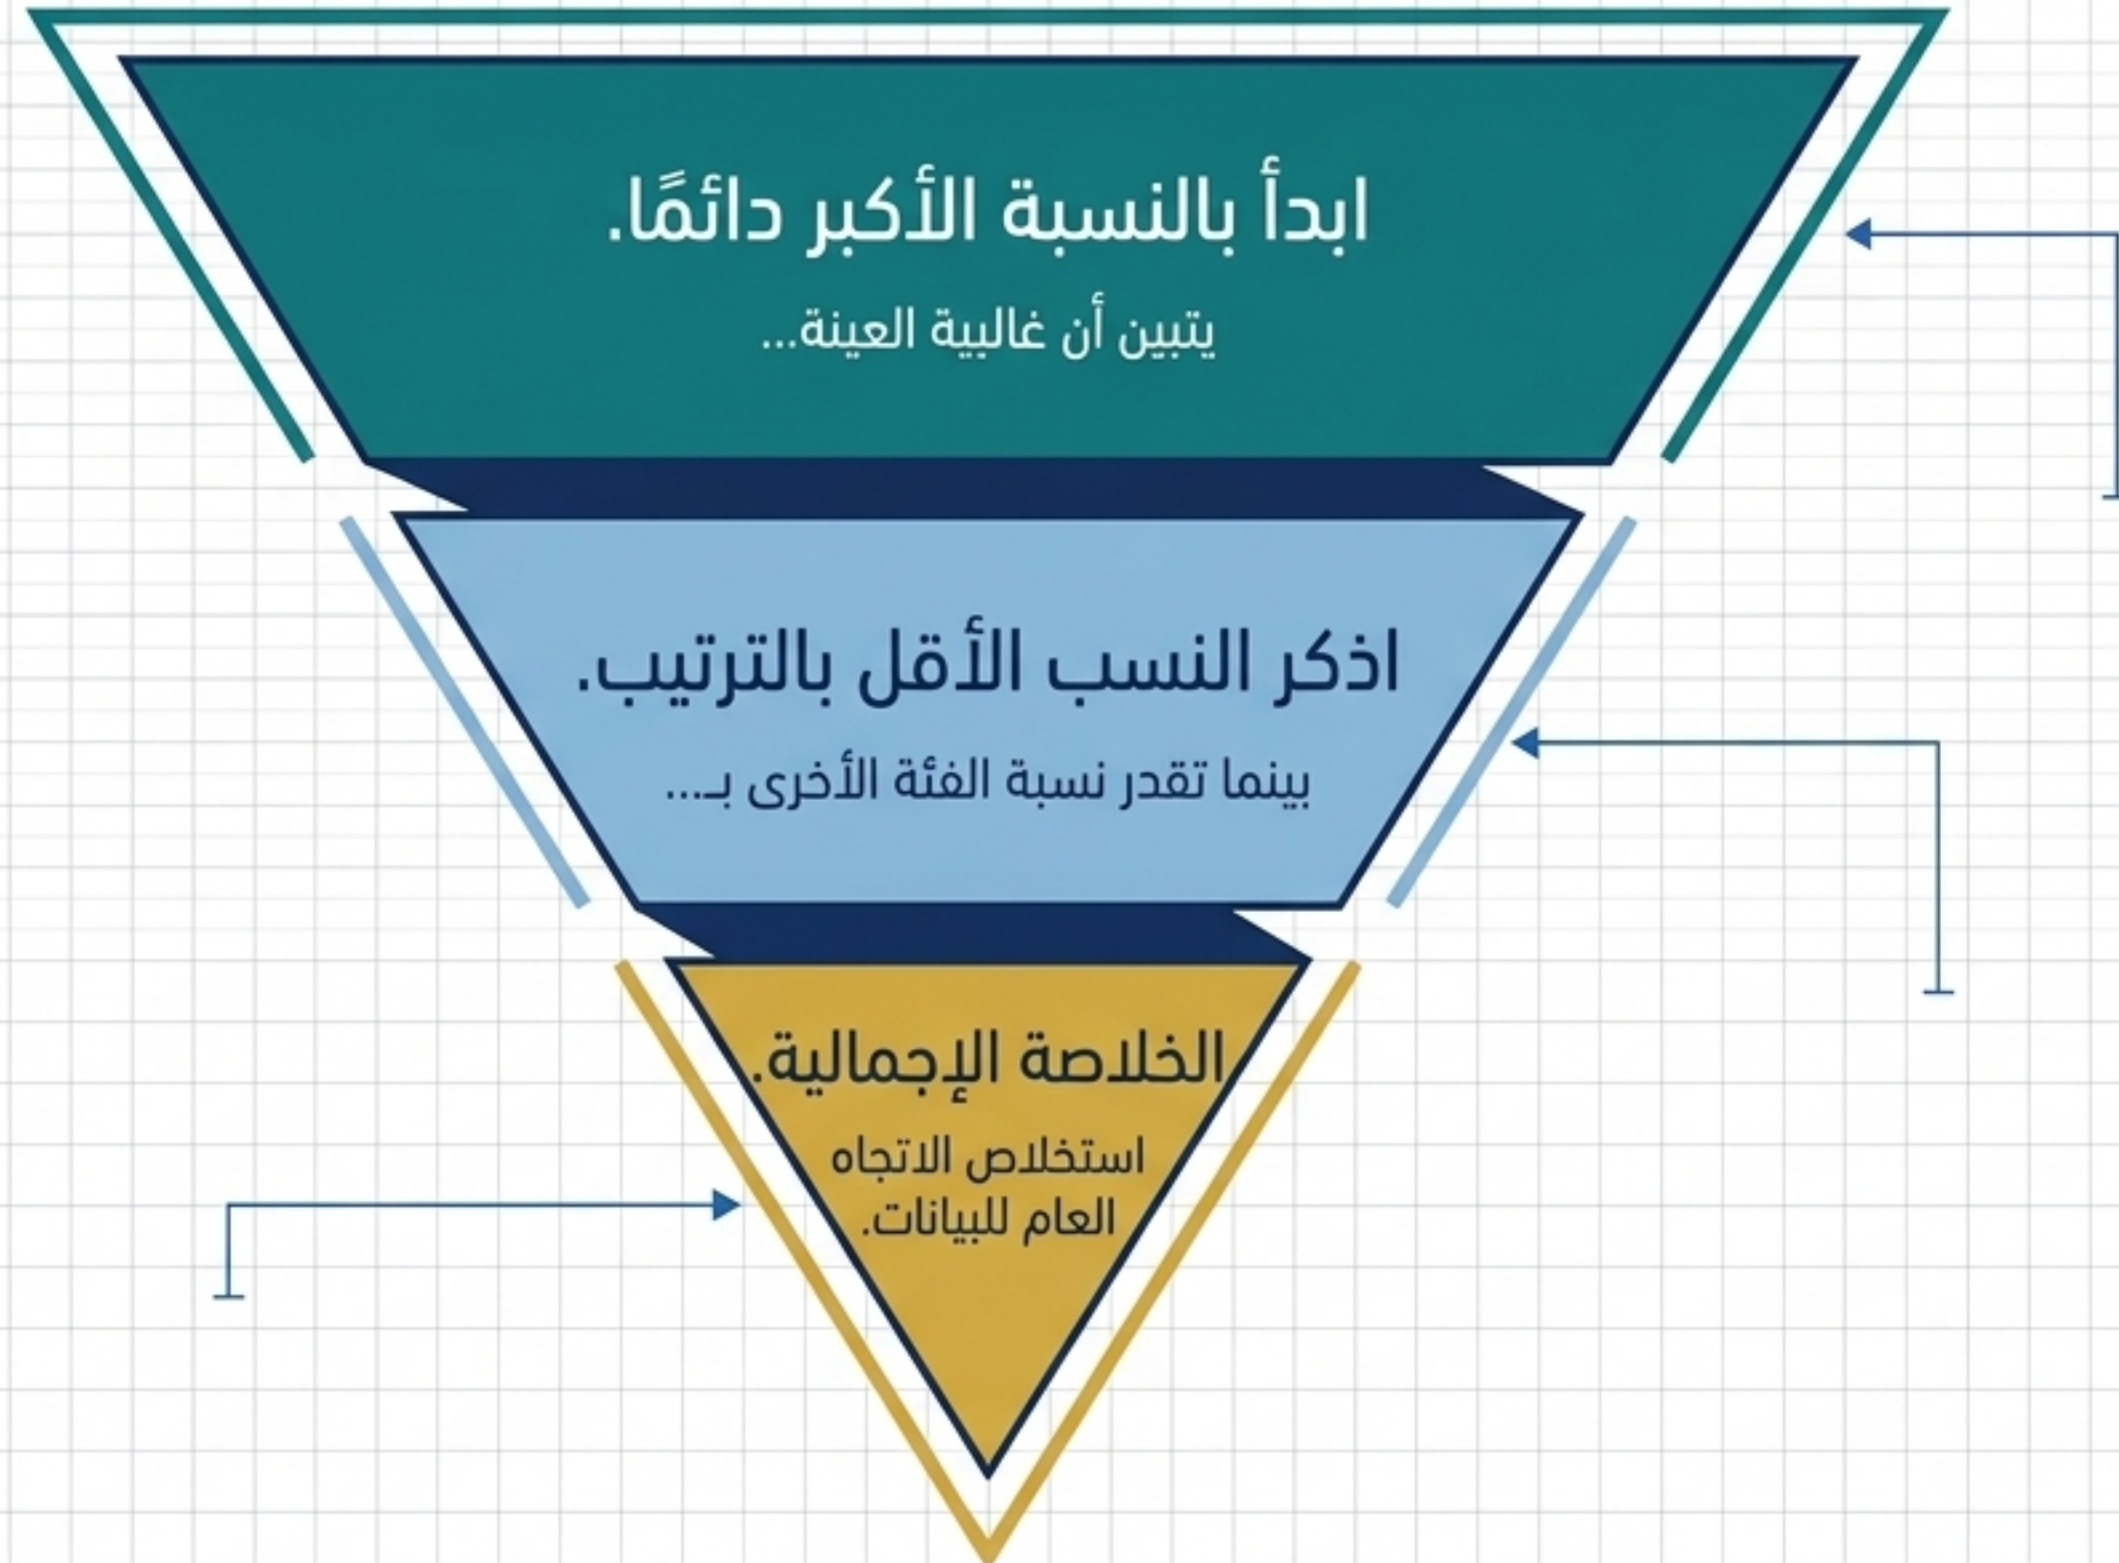 ابدأ بالنسبة الأكبر دائمًا.
يتبين أن غالبية العينة...
اذكر النسب الأقل بالترتيب.
بينما تقدر نسبة الفئة الأخرى بـ...
الخلاصة الإجمالية.
استخلاص الاتجاه
العام للبيانات.